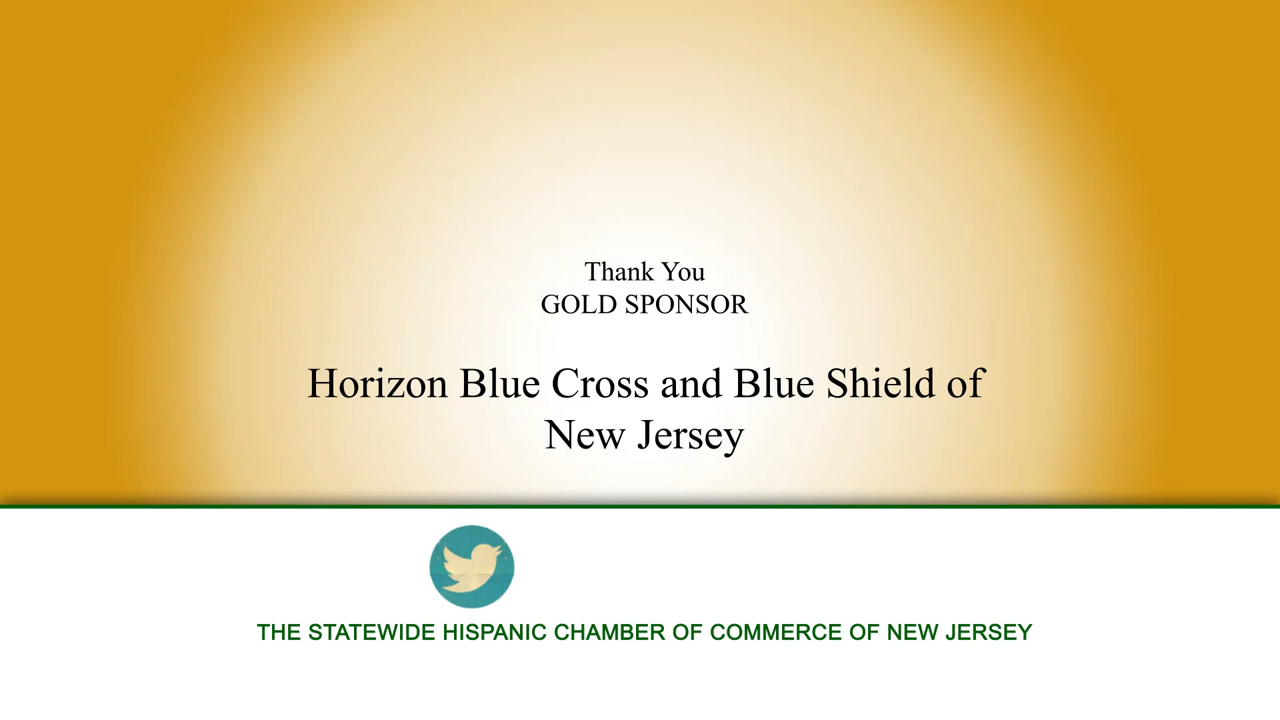 Thank You
GOLD SPONSOR
Horizon Blue Cross and Blue Shield of
New Jersey
THE STATEWIDE HISPANIC CHAMBER OF COMMERCE OF NEW JERSEY